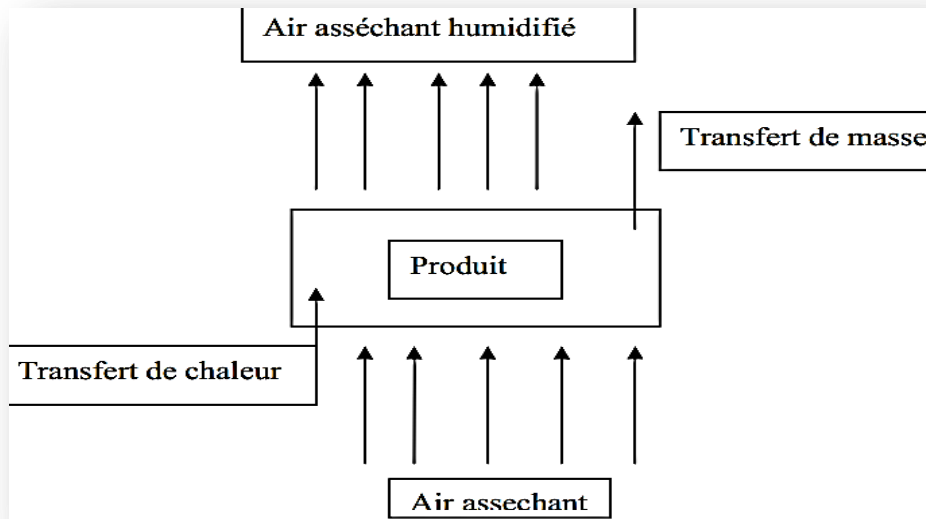 Air asséchant humidifié
Transfert de masse
Produit
Transfert de chaleur
Air assechant